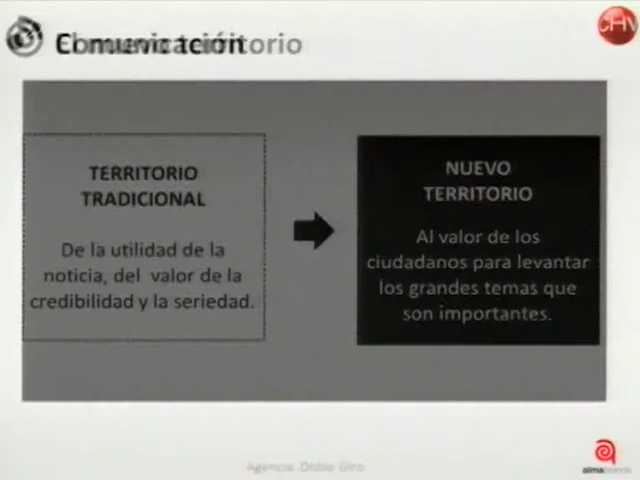 CHV
TERRITORIO
TRADICIONAL
De la utilidad de la
noticia, del valor de la
credibilidad y la seriedad.
NUEVO
TERRITORIO
Al valor de los
ciudadanos para levantar
los grandes temas que
son importantes.
Agencia. Doble Giro
almabrands